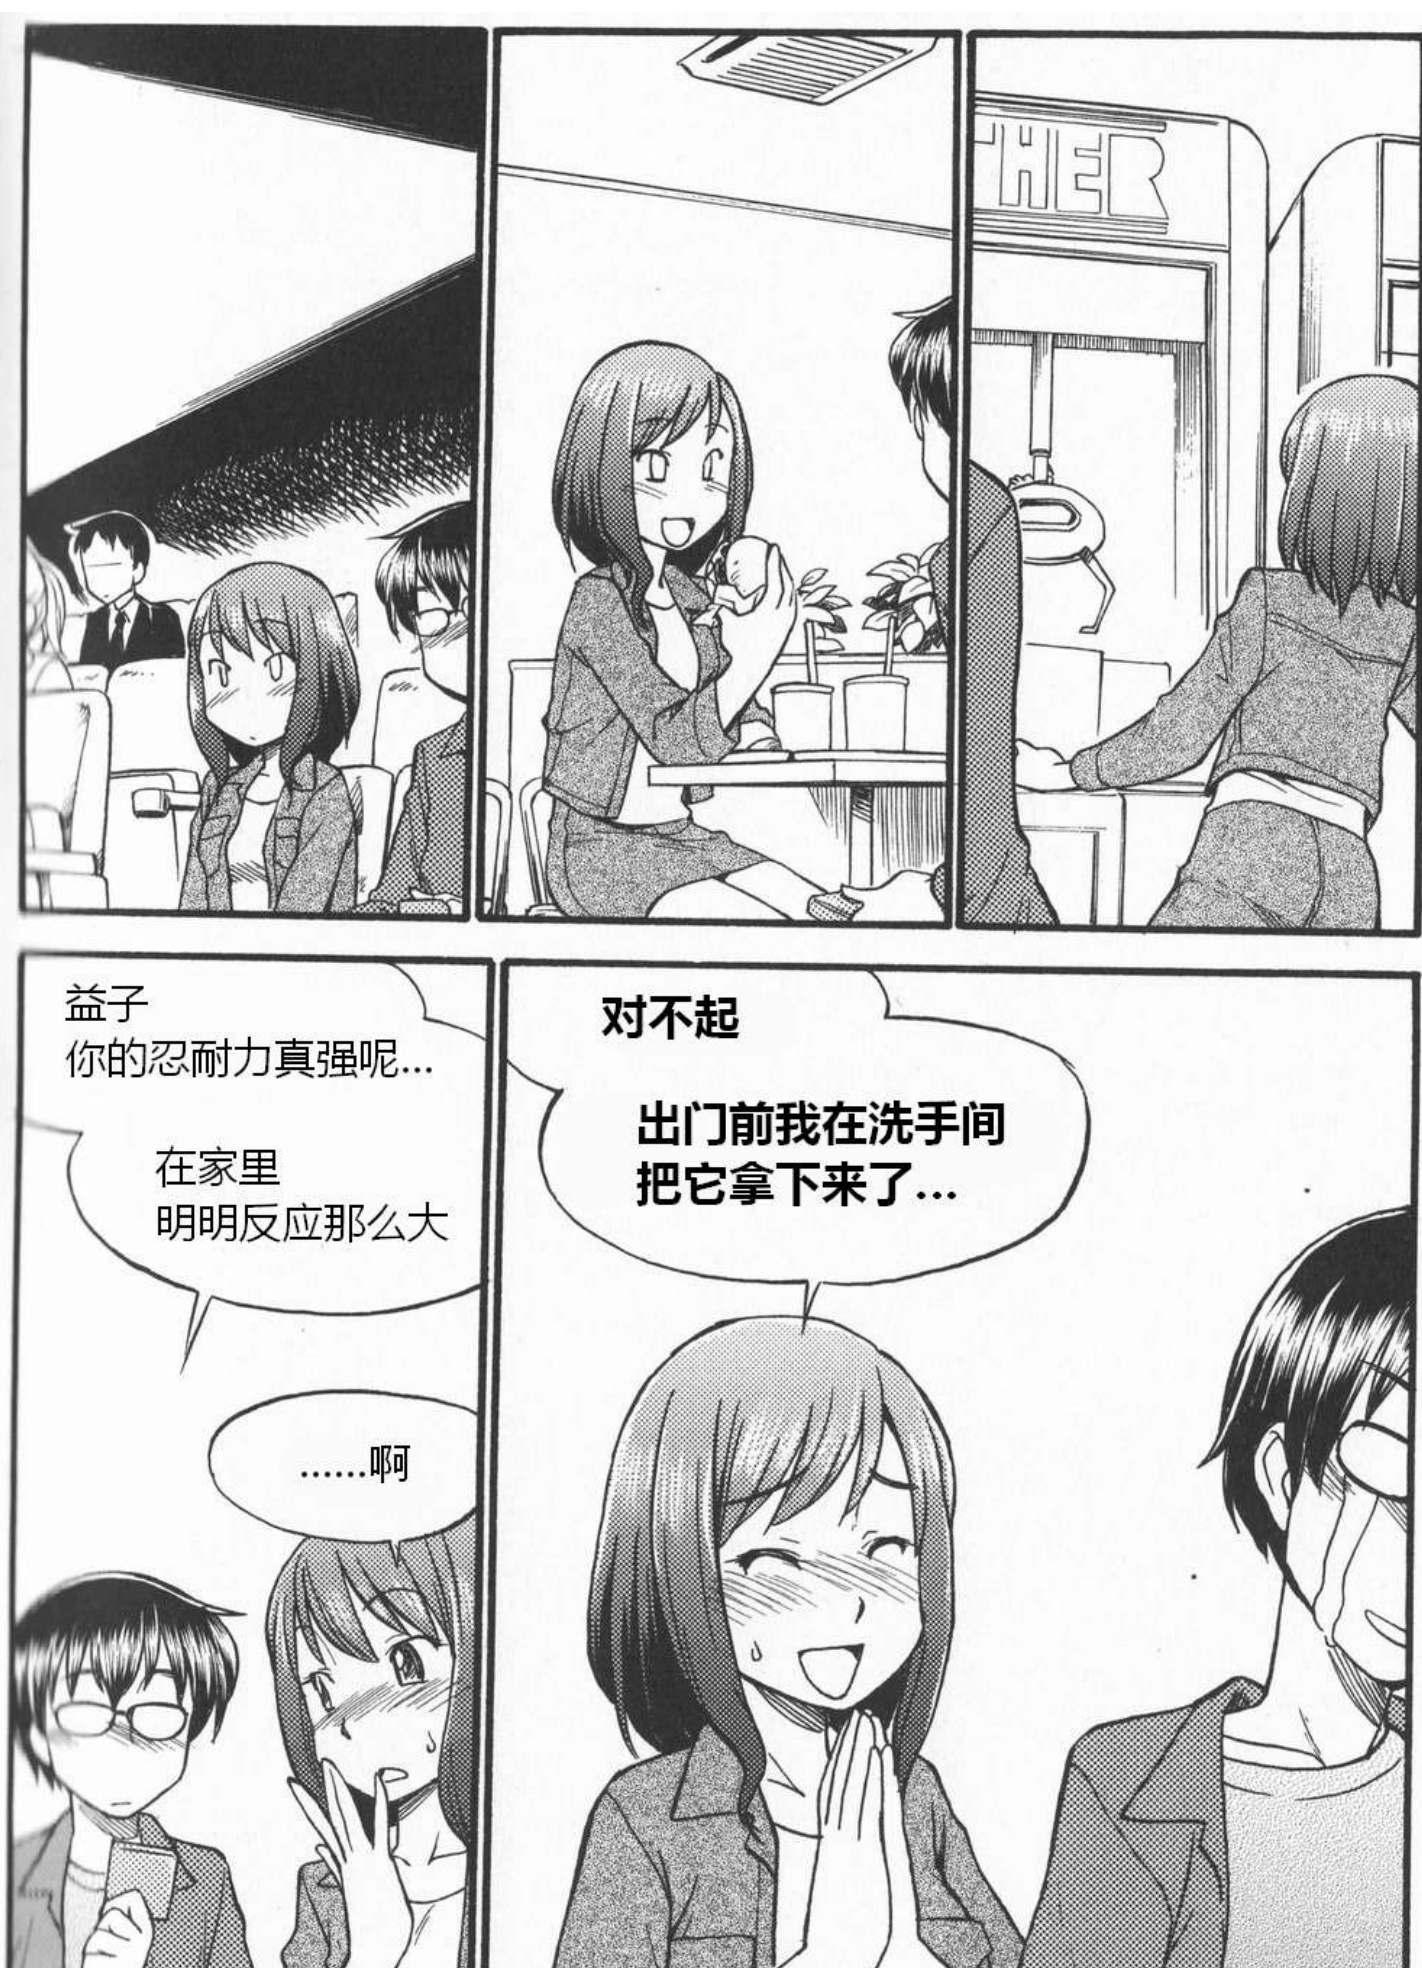 THER
益子
你的忍耐力真强呢...
在家里
明明反应那么大
......啊
对不起
出门前我在洗手间
把它拿下来了...